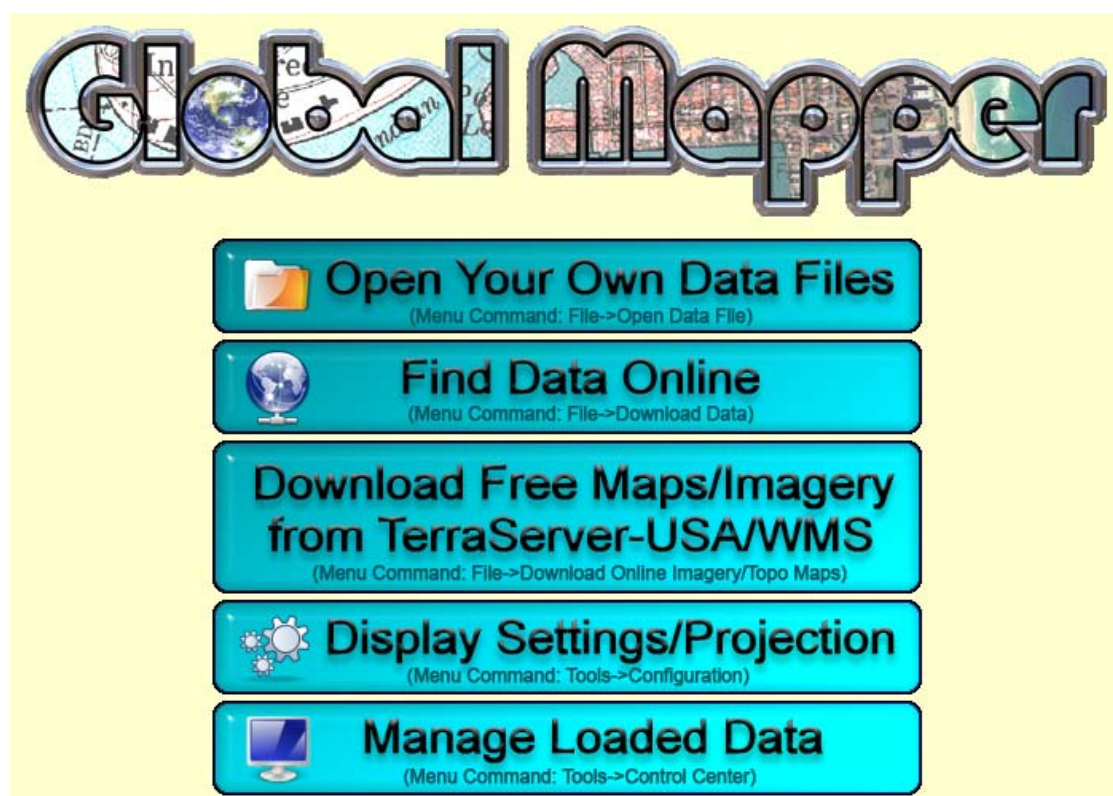 Global Mapper
Open Your Own Data Files
(Menu Command: File->Open Data File)
Find Data Online
(Menu Command: File->Download Data)
Download Free Maps/Imagery
from TerraServer-USA/WMS
(Menu Command: File->Download Online Imagery/Topo Maps)
Display Settings/Projection
(Menu Command: Tools->Configuration)
Manage Loaded Data
(Menu Command: Tools->Control Center)